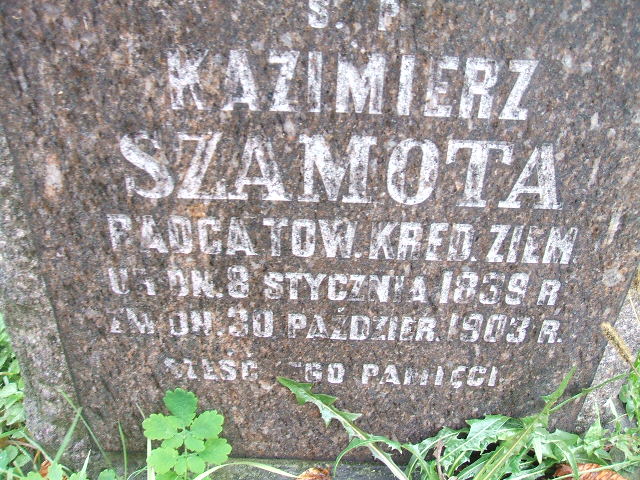 Ś. P.
KAZIMIERZ
SZAMOTA
RADCA TOW. KRED. ZIEM
UR DN. 8 STYCZNIA 1839 R
ZM DN. 30 PAŹDZIER. 1903 R.
CZEŚĆ JEGO PAMIĘCI